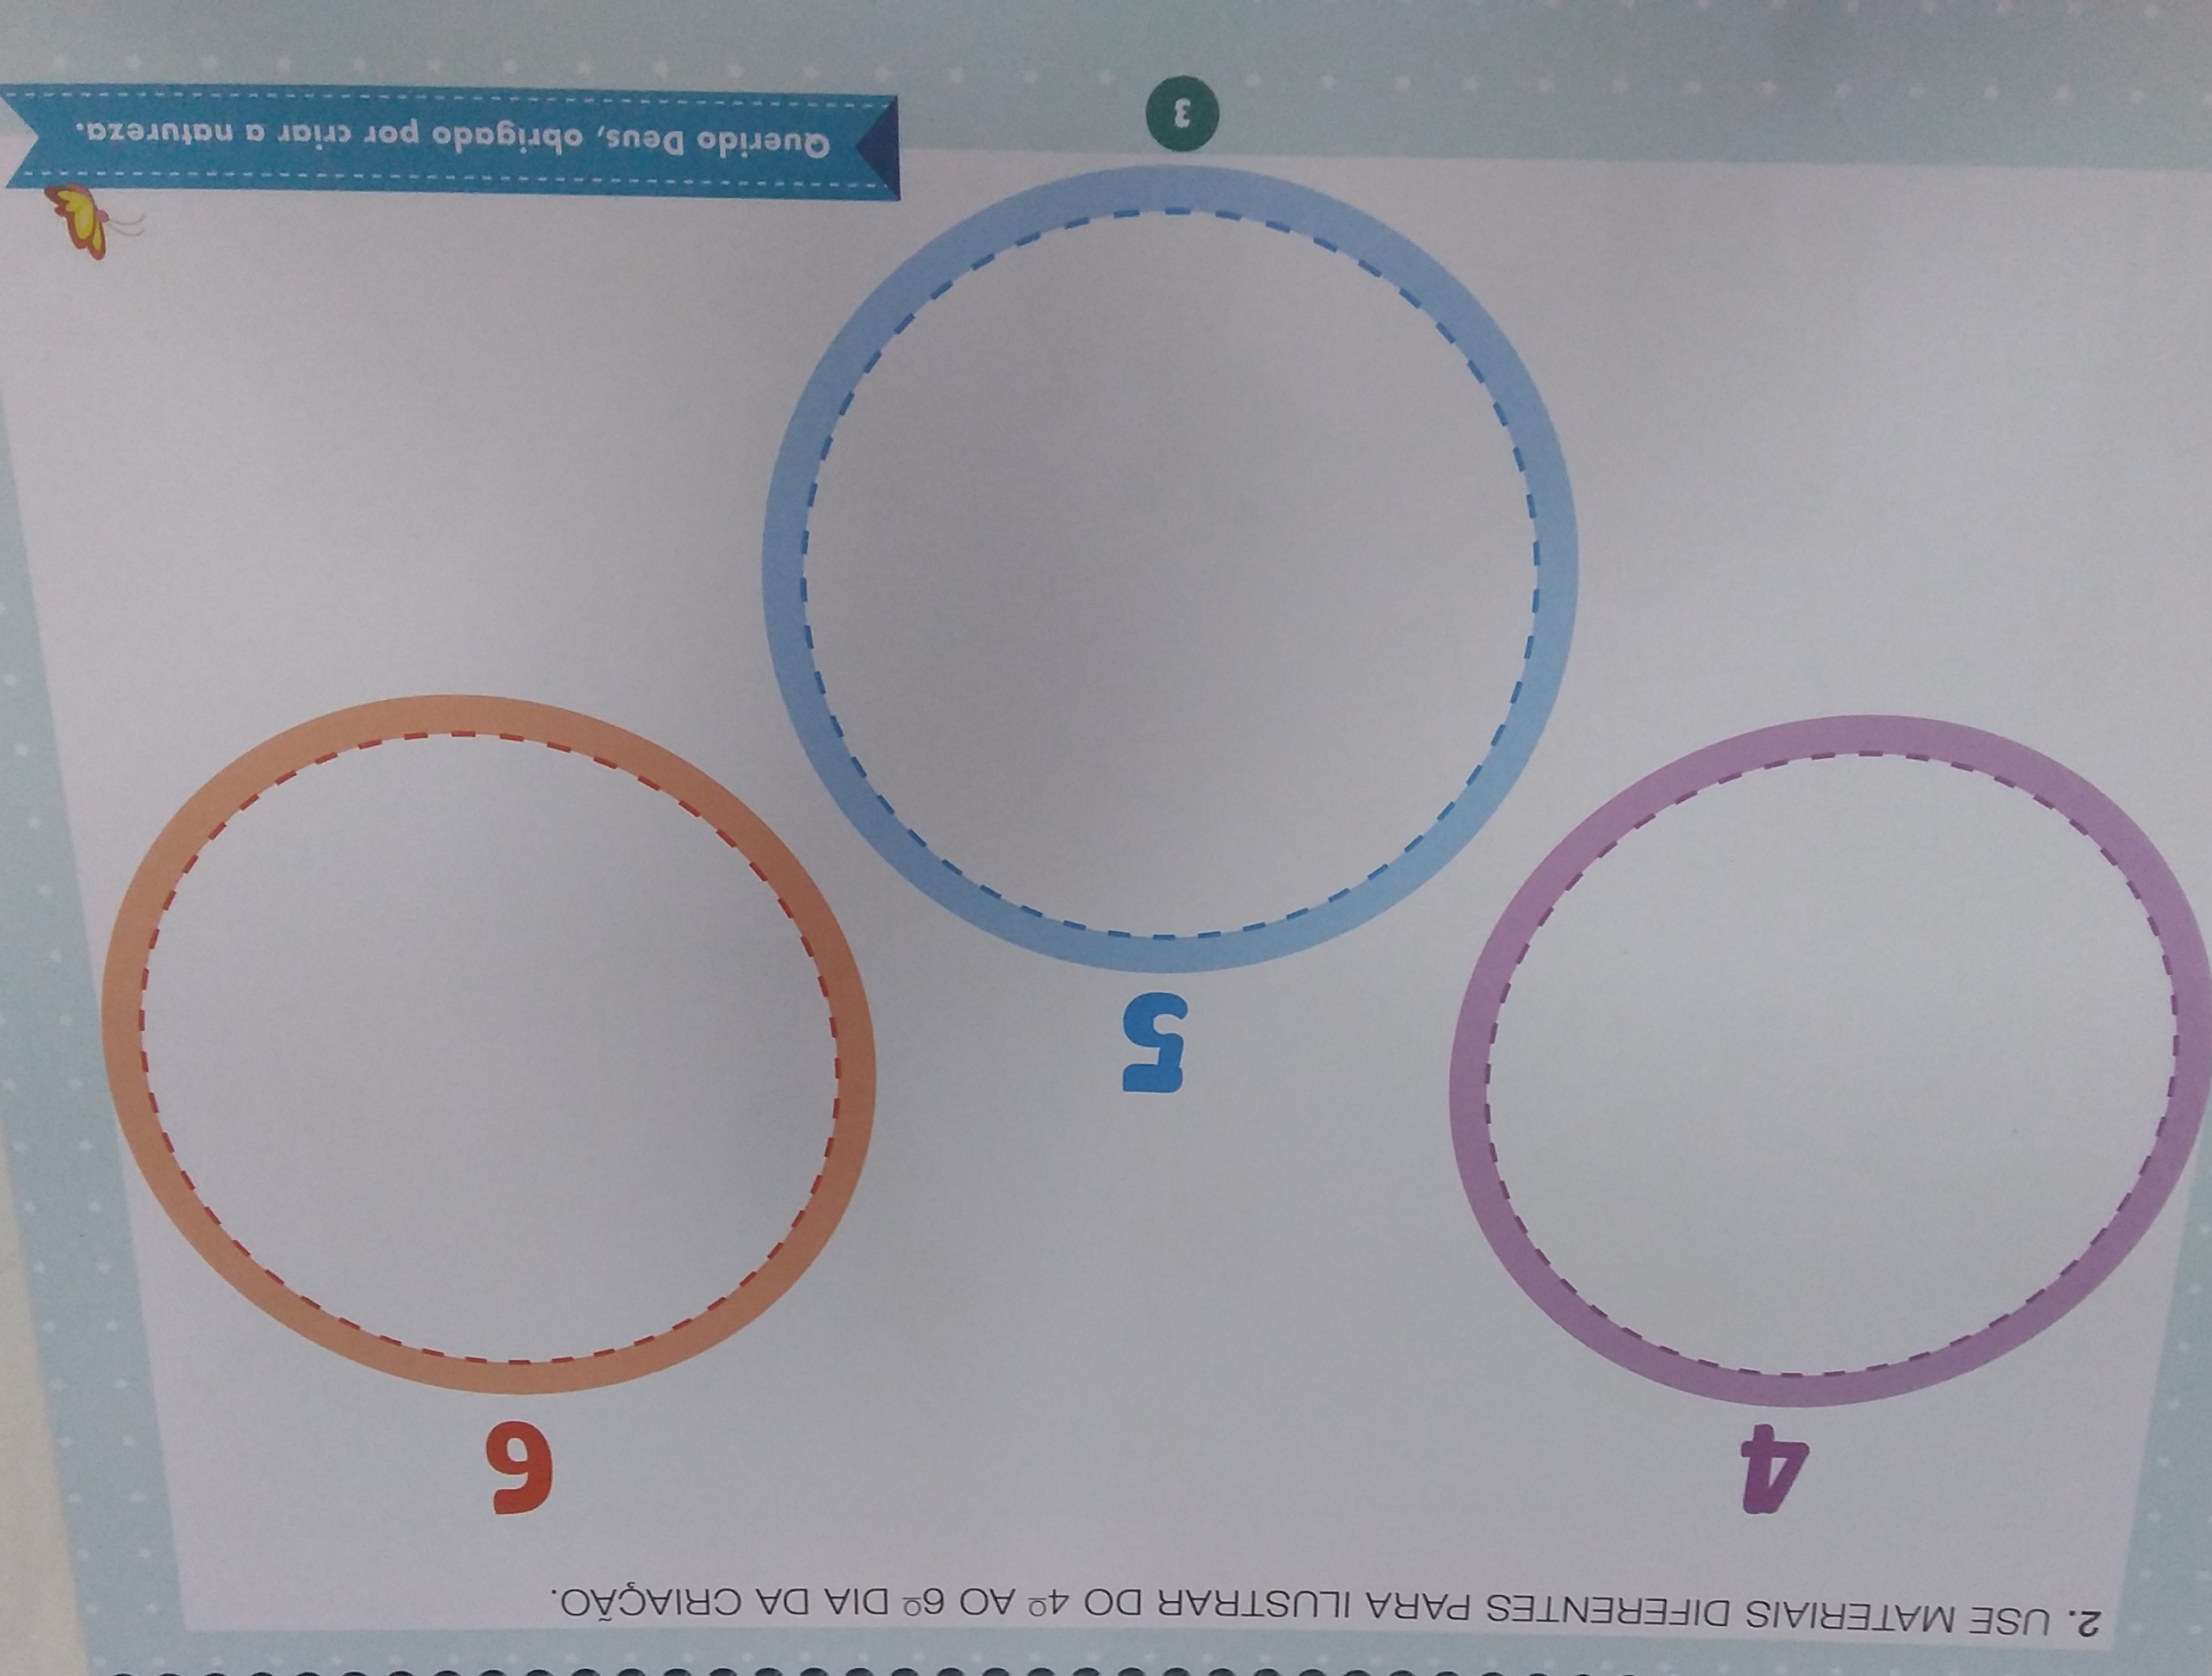 2. USE MATERIAIS DIFERENTES PARA ILUSTRAR DO 4º AO 6º DIA DA CRIAÇÃO.
4
6
5
3
Querido Deus, obrigado por criar a natureza.